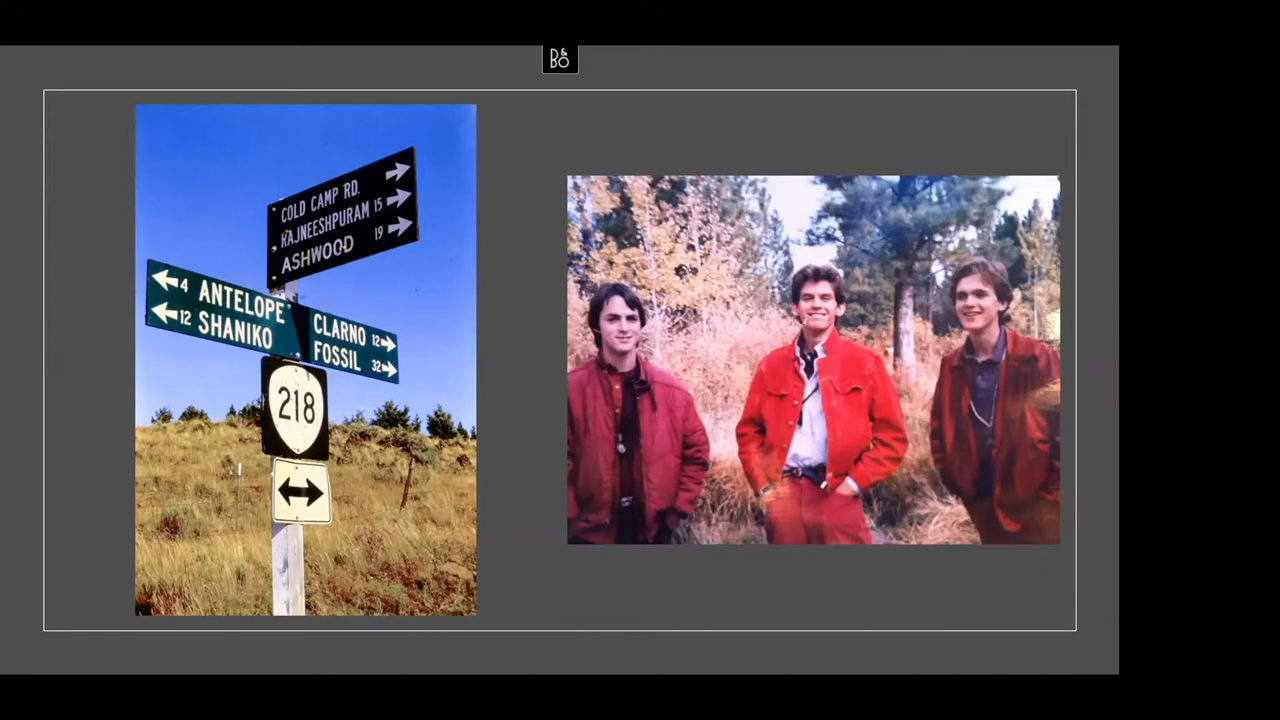 B&O
COLD CAMP RD.
RAJNEESHPURAM 15
ASHWOOD 19
4 ANTELOPE
12 SHANIKO
CLARNO 12
FOSSIL 32
218